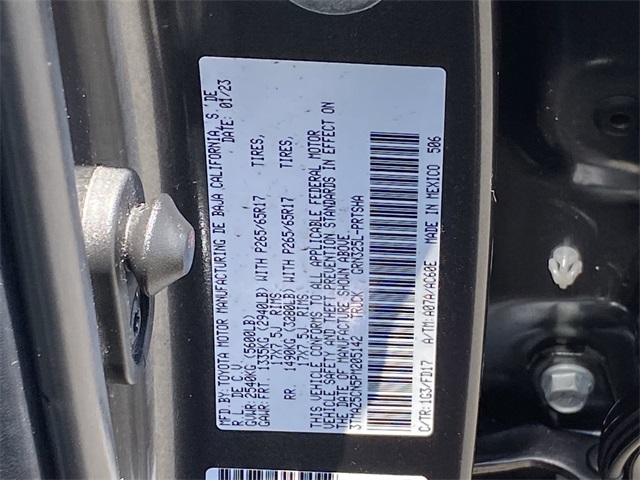 MFD.BY:TOYOTA MOTOR MANUFACTURING DE BAJA CALIFORNIA, S. DE
R.L.DE C.V. DATE: 01/23
GVWR:2540KG(5600LB)
GAWR:FRT. 1335KG(2940LB)WITH P265/65R17 TIRES,
17X7.5J RIMS
RR. 1490KG(3280LB)WITH P265/65R17 TIRES,
17X7.5J RIMS
THIS VEHICLE CONFORMS TO ALL APPLICABLE FEDERAL MOTOR
VEHICLE SAFETY AND THEFT PREVENTION STANDARDS IN EFFECT ON
THE DATE OF MANUFACTURE SHOWN ABOVE.
3TMAZ5CN5PM205142 TRUCK GRN325L-PRTSHA
C/TR:1G3/FD17 A/TM:A07A/AC60E MADE IN MEXICO 506